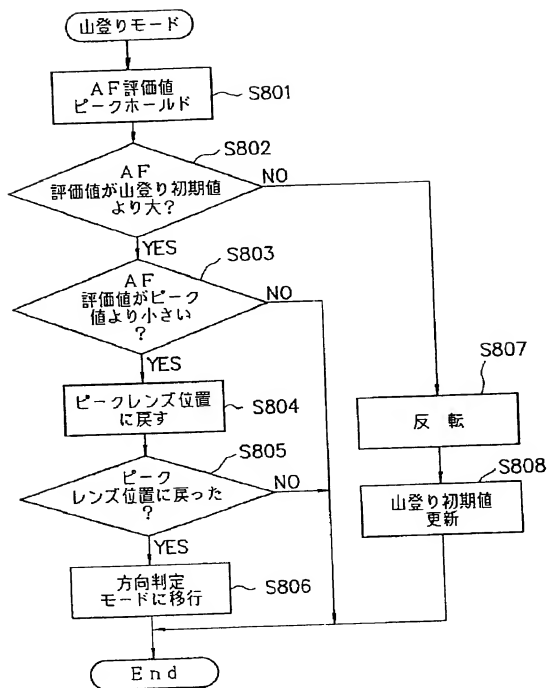 山登りモード
AF評価値
ピークホールド
S801
S802
AF
評価値が山登り初期値
より大?
NO
YES
S803
AF
評価値がピーク
値より小さい
?
NO
YES
ピークレンズ位置
に戻す
S804
S805
ピーク
レンズ位置に戻った
?
NO
YES
方向判定
モードに移行
S806
S807
反 転
S808
山登り初期値
更新
End